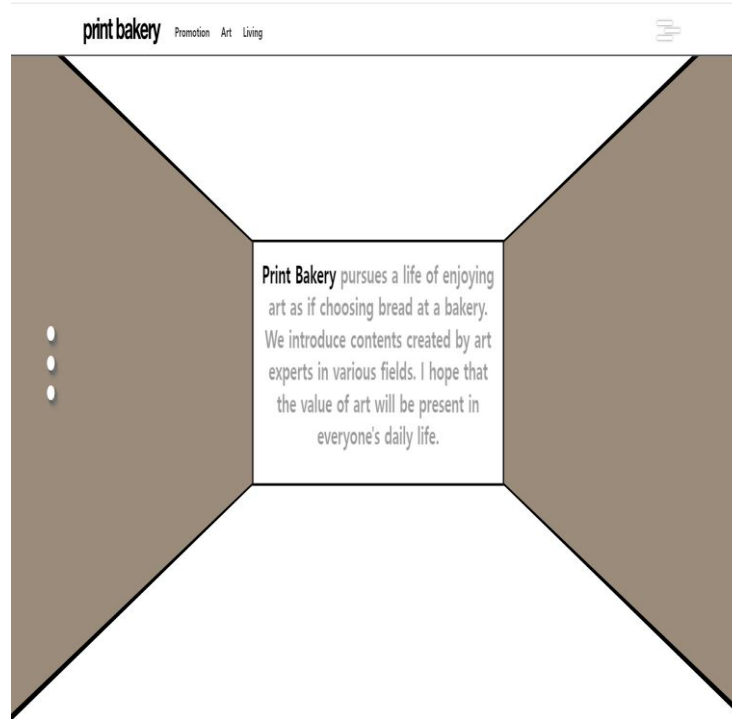 print bakery Promotion Art Living
Print Bakery pursues a life of enjoying
art as if choosing bread at a bakery.
We introduce contents created by art
experts in various fields. I hope that
the value of art will be present in
everyone's daily life.